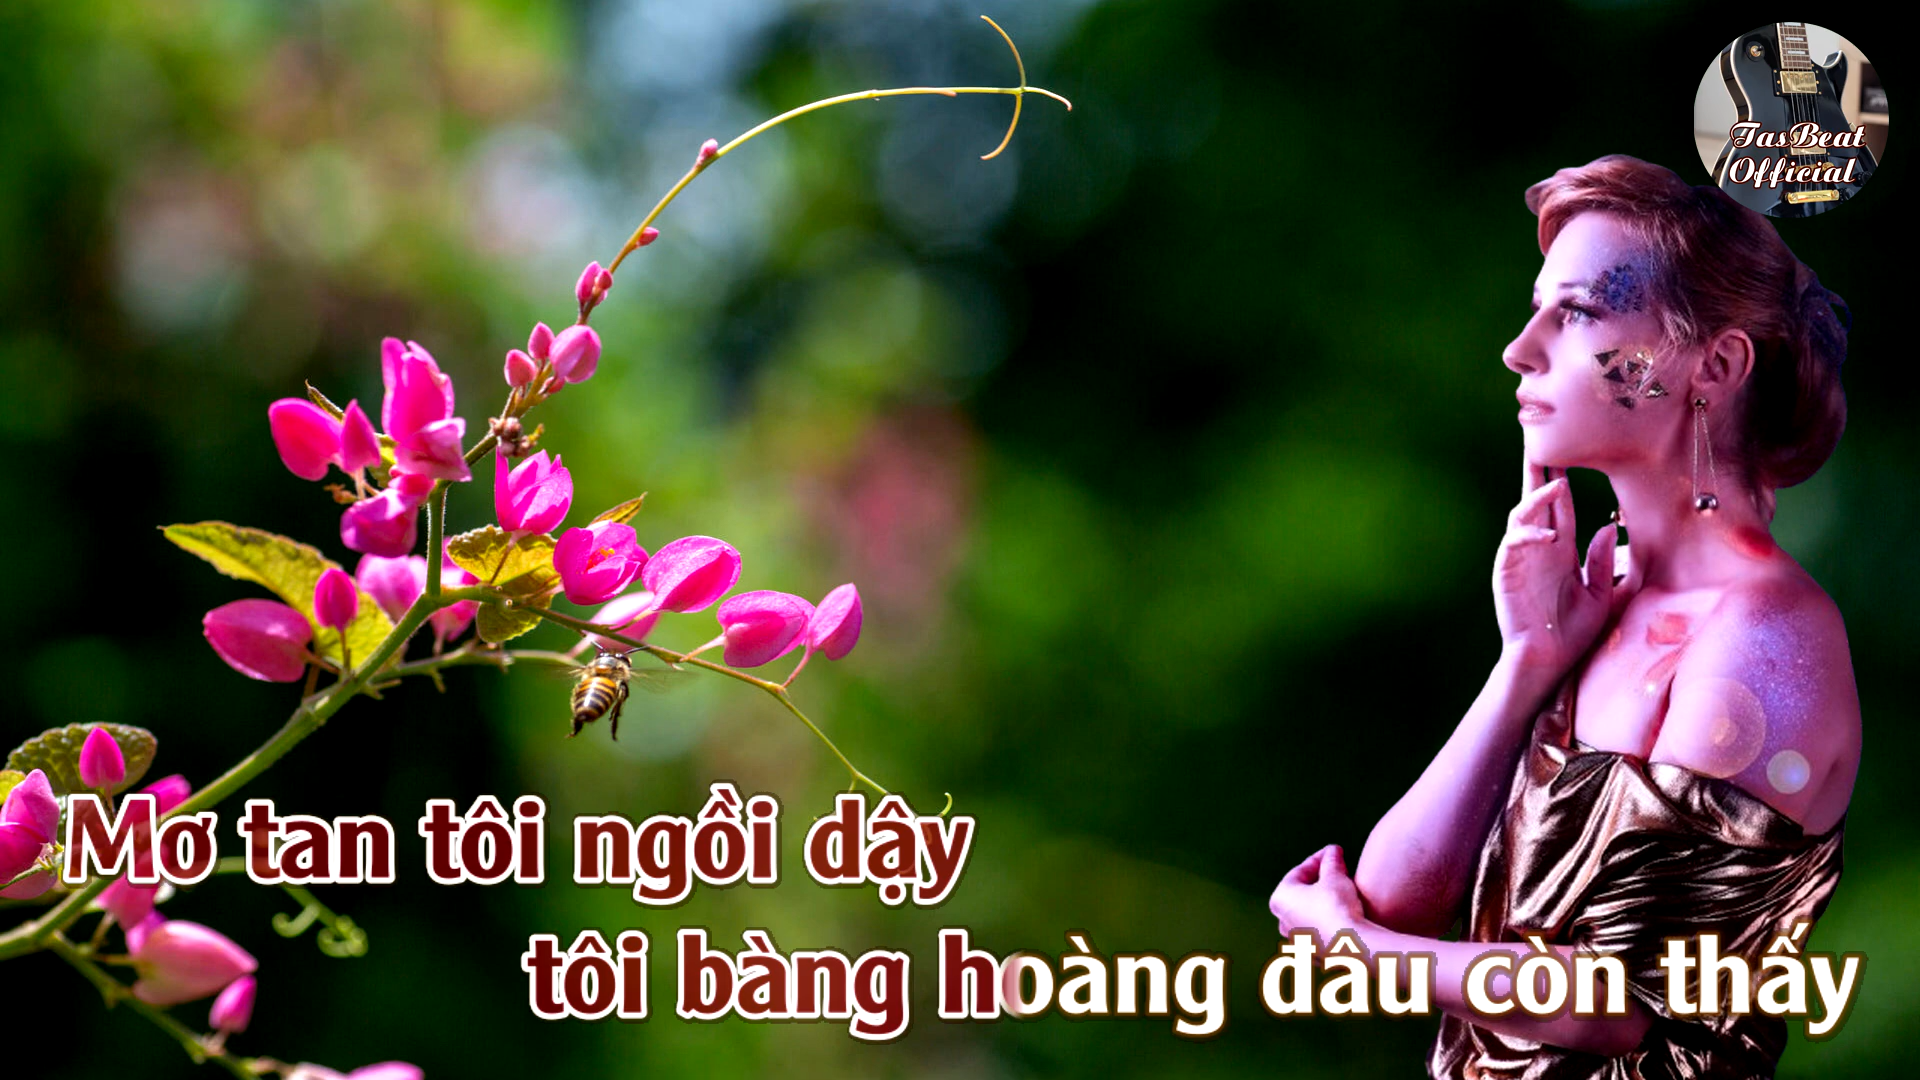 TasBeat
Official
Mơ tan tôi ngồi dậy
tôi bàng hoàng đâu còn thấy